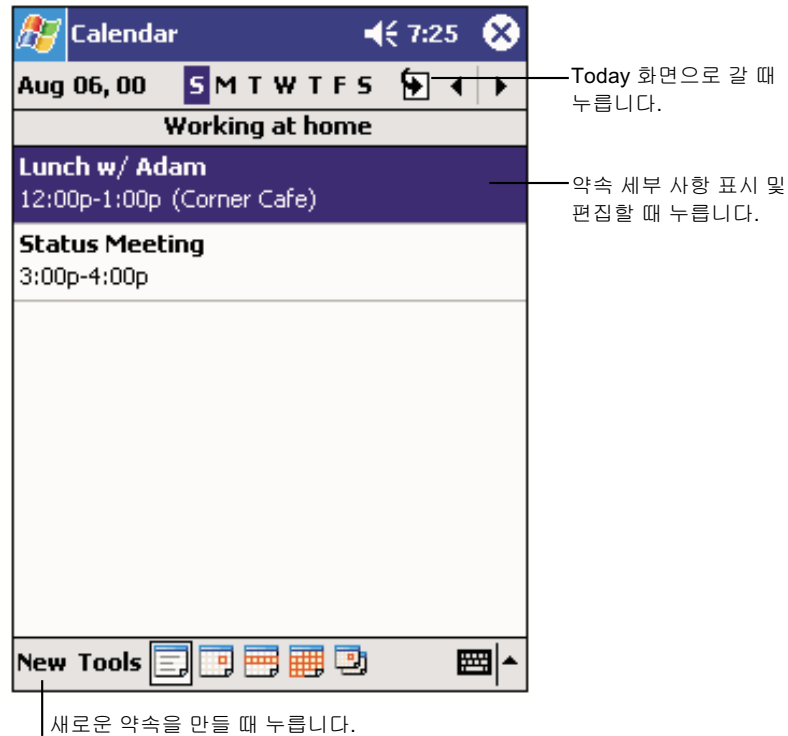 Calendar 7:25
Aug 06, 00 S M T W T F S
Today 화면으로 갈 때
누릅니다.
Working at home
Lunch w/ Adam
12:00p-1:00p (Corner Cafe)
약속 세부 사항 표시 및
편집할 때 누릅니다.
Status Meeting
3:00p-4:00p
New Tools
새로운 약속을 만들 때 누릅니다.